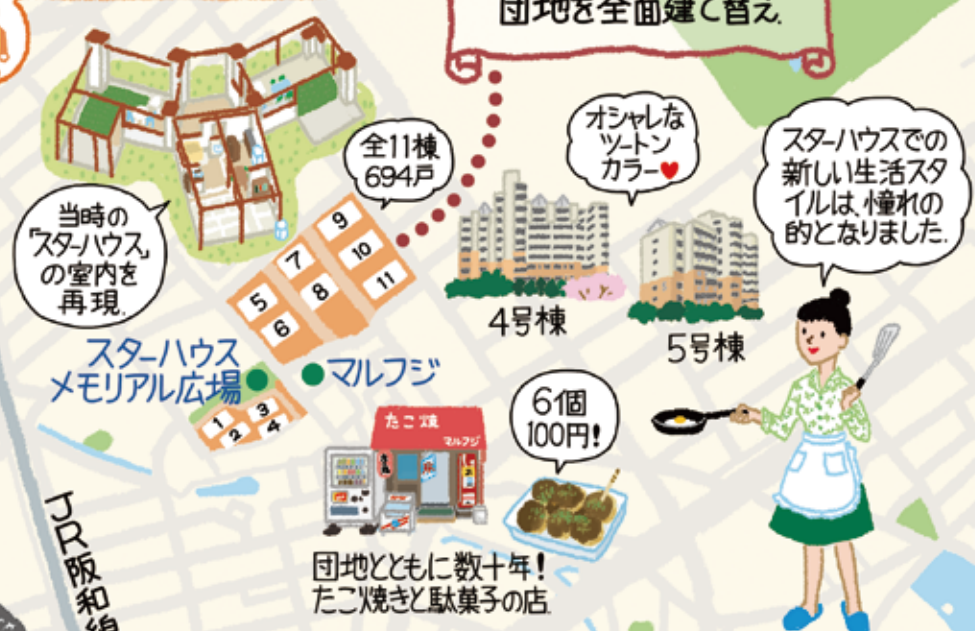 団地を全面建て替え.
全11棟
694戸
オシャレな
ツートン
カラー♥
スターハウスでの
新しい生活スタ
イルは、憧れの
的となりました.
当時の
「スターハウス」
の室内を
再現.
9
10
11
7
8
5
6
4号棟
5号棟
スターハウス
メモリアル広場
マルフジ
1
2
3
4
たこ焼
マルフジ
6個
100円!
団地とともに数十年!
たこ焼きと駄菓子の店.
JR阪和線